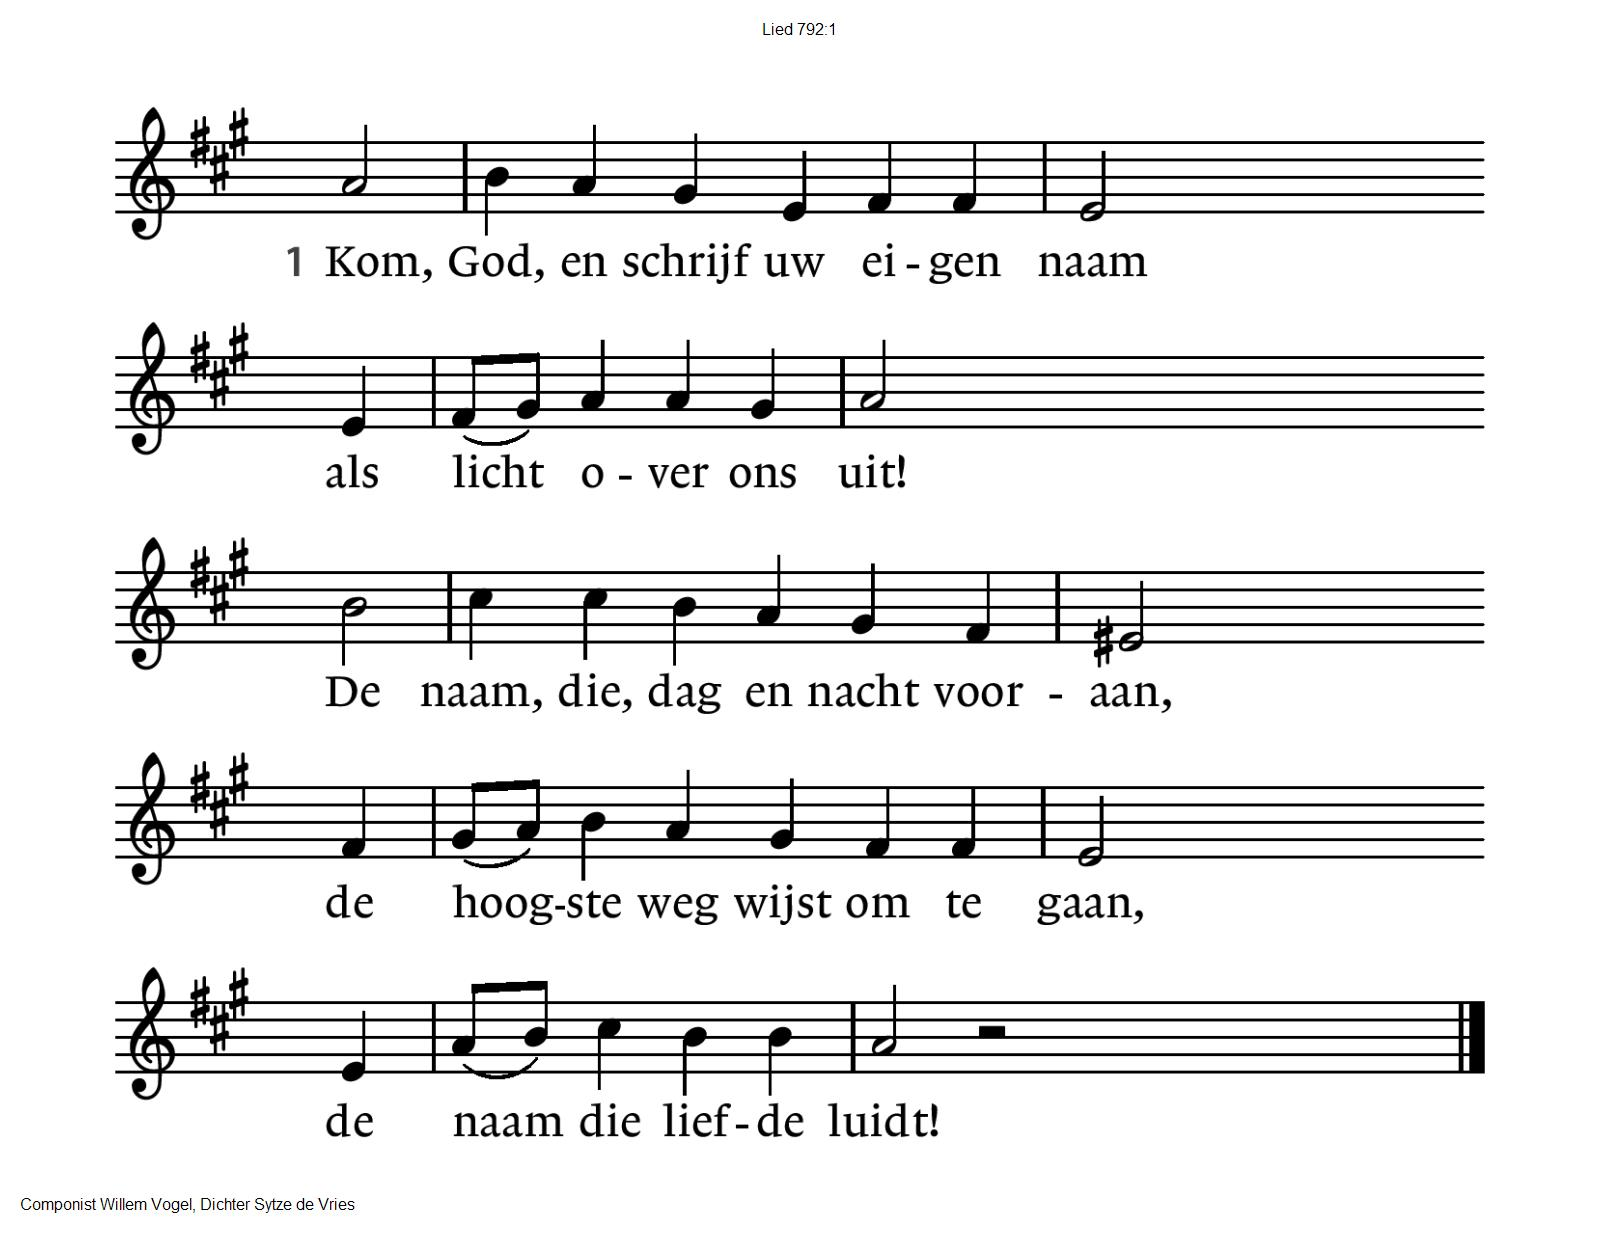 Lied 792:1
1 Kom, God, en schrijf uw ei - gen naam
als licht o - ver ons uit!
De naam, die, dag en nacht voor - aan,
de hoog-ste weg wijst om te gaan,
de naam die lief - de luidt!
Componist Willem Vogel, Dichter Sytze de Vries